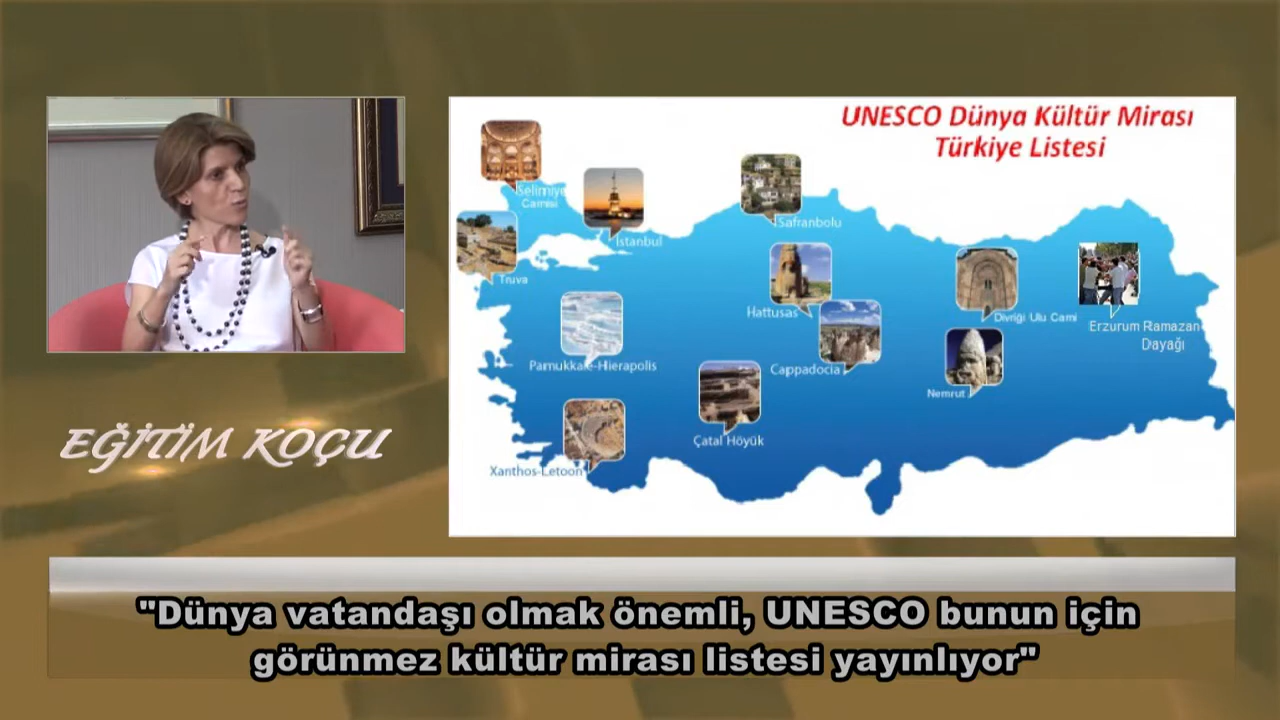 UNESCO Dünya Kültür Mirası
Türkiye Listesi
Selimiye
Camisi
İstanbul
Safranbolu
Truva
Hattusas
Divriği Ulu Cami
Erzurum Ramazan
Dayağı
Pamukkale-Hierapolis
Cappadocia
Nemrut
Çatal Höyük
Xanthos-Letoon
EĞİTİM KOÇU
"Dünya vatandaşı olmak önemli, UNESCO bunun için
görünmez kültür mirası listesi yayınlıyor"